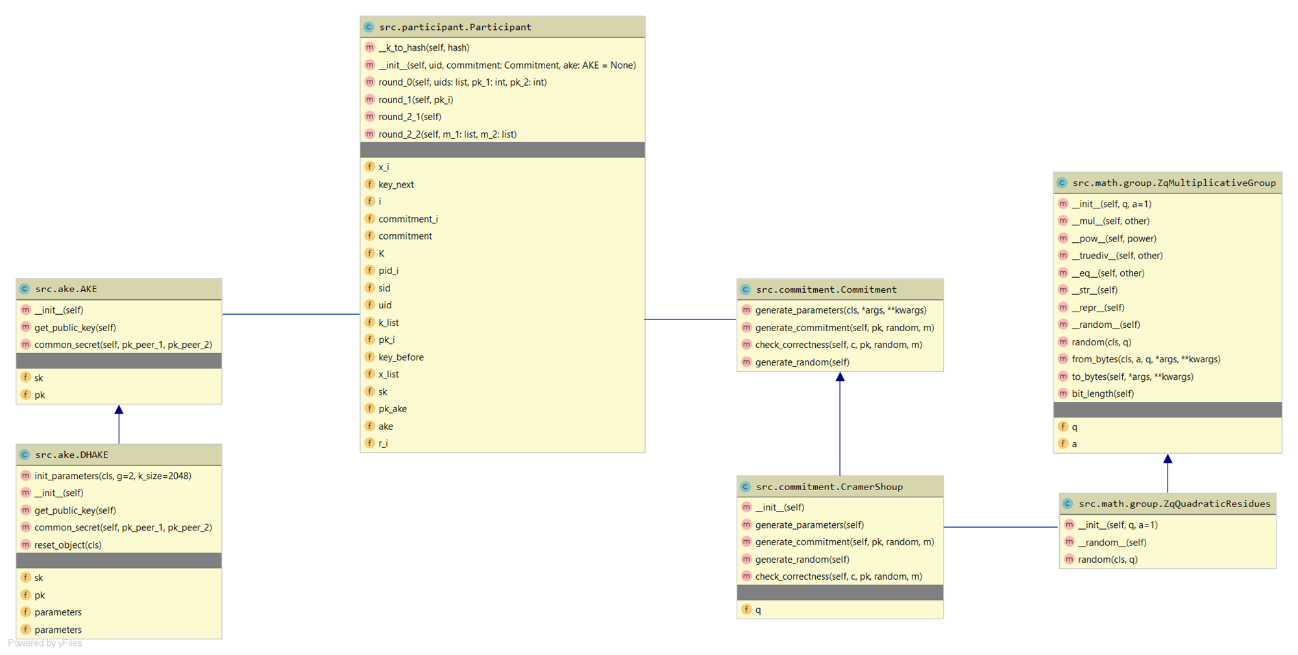 src.participant.Participant
__k_to_hash(self, hash)
__init__(self, uid, commitment: Commitment, ake: AKE = None)
round_0(self, uids: list, pk_1: int, pk_2: int)
round_1(self, pk_i)
round_2_1(self)
round_2_2(self, m_1: list, m_2: list)
x_i
key_next
i
commitment_i
commitment
K
pid_i
sid
uid
k_list
pk_i
key_before
x_list
sk
pk_ake
ake
r_i
src.ake.AKE
__init__(self)
get_public_key(self)
common_secret(self, pk_peer_1, pk_peer_2)
sk
pk
src.ake.DHAKE
init_parameters(cls, g=2, k_size=2048)
__init__(self)
get_public_key(self)
common_secret(self, pk_peer_1, pk_peer_2)
reset_object(cls)
sk
pk
parameters
parameters
src.commitment.Commitment
generate_parameters(cls, *args, **kwargs)
generate_commitment(self, pk, random, m)
check_correctness(self, c, pk, random, m)
generate_random(self)
src.commitment.CramerShoup
__init__(self)
generate_parameters(self)
generate_commitment(self, pk, random, m)
generate_random(self)
check_correctness(self, c, pk, random, m)
q
src.math.group.ZqMultiplicativeGroup
__init__(self, q, a=1)
__mul__(self, other)
__pow__(self, power)
__truediv__(self, other)
__eq__(self, other)
__str__(self)
__repr__(self)
__random__(self)
random(cls, q)
from_bytes(cls, a, q, *args, **kwargs)
to_bytes(self, *args, **kwargs)
bit_length(self)
q
a
src.math.group.ZqQuadraticResidues
__init__(self, q, a=1)
__random__(self)
random(cls, q)
Powered by yFiles